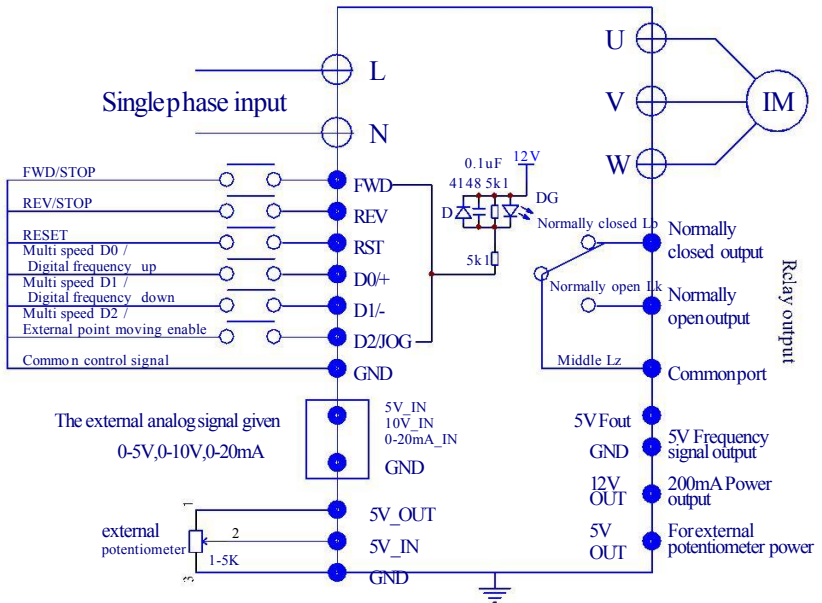 L
Single phase input
N
FWD/STOP
REV/STOP
RESET
Multi speed D0 /
Digital frequency up
Multi speed D1 /
Digital frequency down
Multi speed D2 /
External point moving enable
Common control signal
FWD
REV
RST
D0/+
D1/-
D2/JOG
GND
0.1uF
12V
4148 5k1
D
DG
5k1
U
V
W
IM
Normally closed Lb
Normally open Lk
Middle Lz
Normally
closed output
Normally
open output
Common port
Relay output
The external analog signal given
0-5V,0-10V,0-20mA
5V_IN
10V_IN
0-20mA_IN
GND
external
potentiometer
1
2
3
1-5K
5V_OUT
5V_IN
GND
5V Fout
GND
5V Frequency
signal output
12V
OUT
200mA Power
output
5V
OUT
For external
potentiometer power